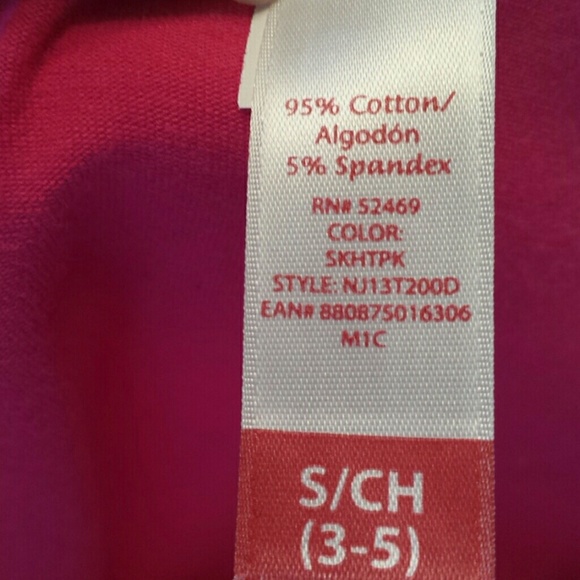 95% Cotton/
Algodón
5% Spandex
RN# 52469
COLOR:
SKHTPK
STYLE: NJ13T200D
EAN# 880875016306
M1C
S/CH
(3-5)